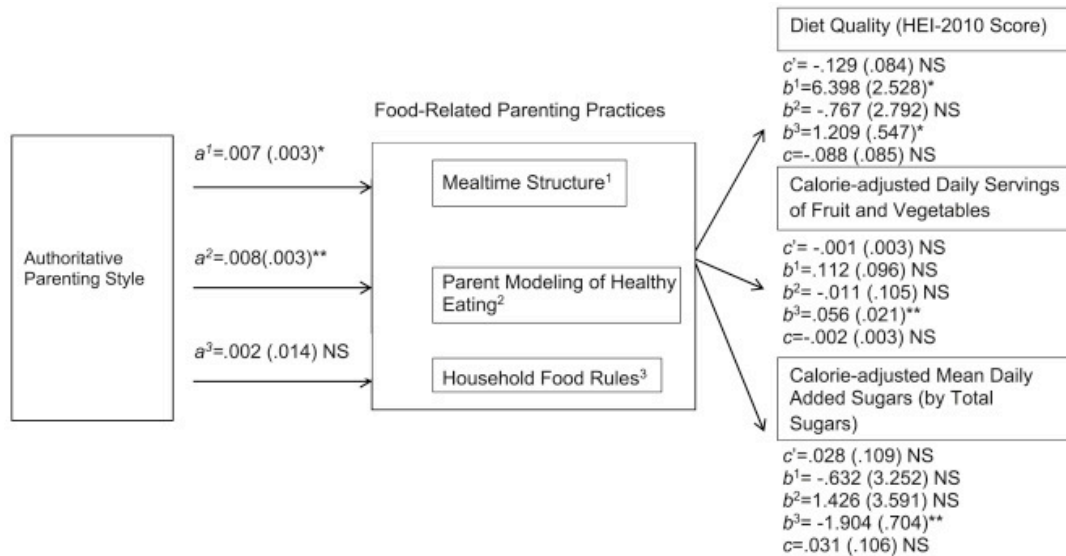 Authoritative
Parenting Style
a¹=.007 (.003)*
a²=.008(.003)**
a³=.002 (.014) NS
Food-Related Parenting Practices
Mealtime Structure¹
Parent Modeling of Healthy
Eating²
Household Food Rules³
Diet Quality (HEI-2010 Score)
c'= -.129 (.084) NS
b¹=6.398 (2.528)*
b²= -.767 (2.792) NS
b³=1.209 (.547)*
c=-.088 (.085) NS
Calorie-adjusted Daily Servings
of Fruit and Vegetables
c'= -.001 (.003) NS
b¹=.112 (.096) NS
b²= -.011 (.105) NS
b³=.056 (.021)**
c=-.002 (.003) NS
Calorie-adjusted Mean Daily
Added Sugars (by Total
Sugars)
c'=.028 (.109) NS
b¹= -.632 (3.252) NS
b²=1.426 (3.591) NS
b³= -1.904 (.704)**
c=.031 (.106) NS